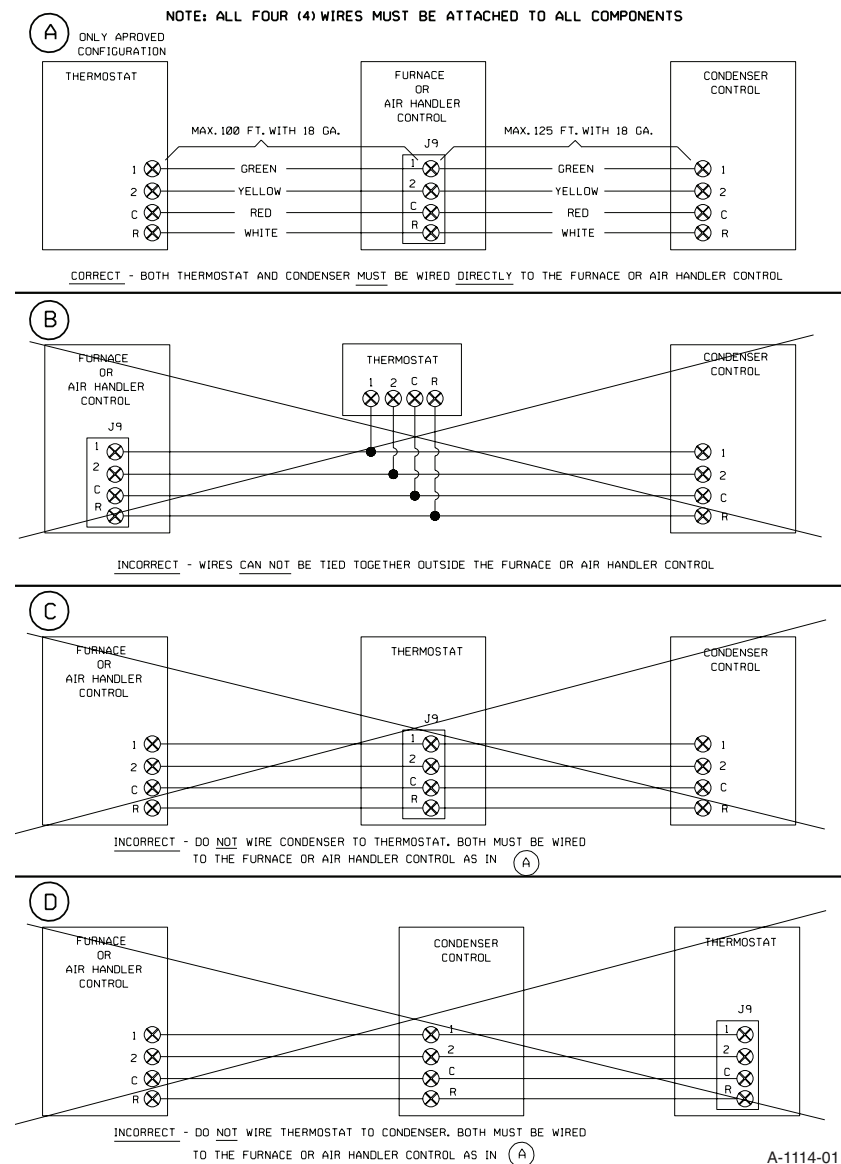 NOTE: ALL FOUR (4) WIRES MUST BE ATTACHED TO ALL COMPONENTS
A
ONLY APROVED
CONFIGURATION
THERMOSTAT
FURNACE
OR
AIR HANDLER
CONTROL
CONDENSER
CONTROL
MAX. 100 FT. WITH 18 GA.
J9
MAX. 125 FT. WITH 18 GA.
1 GREEN 1 GREEN 1
2 YELLOW 2 YELLOW 2
C RED C RED C
R WHITE R WHITE R
CORRECT - BOTH THERMOSTAT AND CONDENSER MUST BE WIRED DIRECTLY TO THE FURNACE OR AIR HANDLER CONTROL
B
FURNACE
OR
AIR HANDLER
CONTROL
THERMOSTAT
1 2 C R
CONDENSER
CONTROL
J9
1 1
2 2
C C
R R
INCORRECT - WIRES CAN NOT BE TIED TOGETHER OUTSIDE THE FURNACE OR AIR HANDLER CONTROL
C
FURNACE
OR
AIR HANDLER
CONTROL
THERMOSTAT
CONDENSER
CONTROL
J9
1 1 1
2 2 2
C C C
R R R
INCORRECT - DO NOT WIRE CONDENSER TO THERMOSTAT. BOTH MUST BE WIRED
TO THE FURNACE OR AIR HANDLER CONTROL AS IN A
D
FURNACE
OR
AIR HANDLER
CONTROL
CONDENSER
CONTROL
THERMOSTAT
J9
1 1 1
2 2 2
C C C
R R R
INCORRECT - DO NOT WIRE THERMOSTAT TO CONDENSER. BOTH MUST BE WIRED
TO THE FURNACE OR AIR HANDLER CONTROL AS IN A
A-1114-01